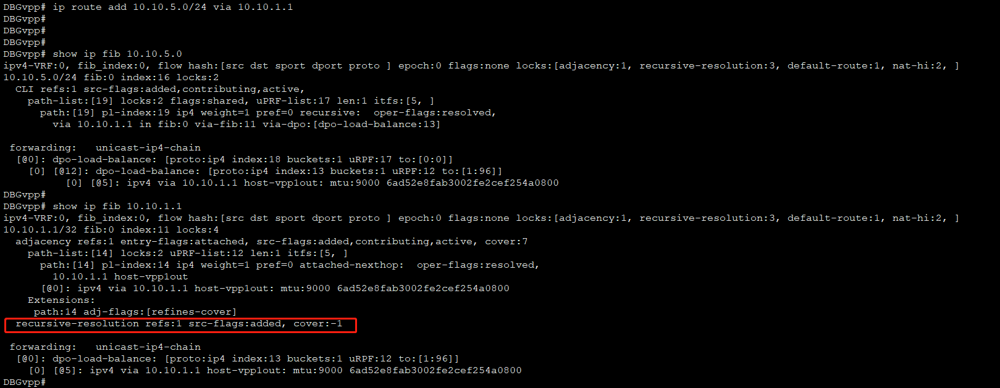 DBGvpp# ip route add 10.10.5.0/24 via 10.10.1.1
DBGvpp#
DBGvpp#
DBGvpp#
DBGvpp# show ip fib 10.10.5.0
ipv4-VRF:0, fib_index:0, flow hash:[src dst sport dport proto ] epoch:0 flags:none locks:[adjacency:1, recursive-resolution:3, default-route:1, nat-hi:2, ]
10.10.5.0/24 fib:0 index:16 locks:2
  CLI refs:1 src-flags:added,contributing,active,
    path-list:[19] locks:2 flags:shared, uPRF-list:17 len:1 itfs:[5, ]
      path:[19] pl-index:19 ip4 weight=1 pref=0 recursive:  oper-flags:resolved,
        via 10.10.1.1 in fib:0 via-fib:11 via-dpo:[dpo-load-balance:13]
 forwarding:   unicast-ip4-chain
  [@0]: dpo-load-balance: [proto:ip4 index:18 buckets:1 uRPF:17 to:[0:0]]
    [0] [@12]: dpo-load-balance: [proto:ip4 index:13 buckets:1 uRPF:12 to:[1:96]]
          [0] [@5]: ipv4 via 10.10.1.1 host-vpp1out: mtu:9000 6ad52e8fab3002fe2cef254a0800
DBGvpp#
DBGvpp# show ip fib 10.10.1.1
ipv4-VRF:0, fib_index:0, flow hash:[src dst sport dport proto ] epoch:0 flags:none locks:[adjacency:1, recursive-resolution:3, default-route:1, nat-hi:2, ]
10.10.1.1/32 fib:0 index:11 locks:4
  adjacency refs:1 entry-flags:attached, src-flags:added,contributing,active, cover:7
    path-list:[14] locks:2 uPRF-list:12 len:1 itfs:[5, ]
      path:[14] pl-index:14 ip4 weight=1 pref=0 attached-nexthop:  oper-flags:resolved,
        10.10.1.1 host-vpp1out
      [@0]: ipv4 via 10.10.1.1 host-vpp1out: mtu:9000 6ad52e8fab3002fe2cef254a0800
    Extensions:
     path:14 adj-flags:[refines-cover]
  recursive-resolution refs:1 src-flags:added, cover:-1
 forwarding:   unicast-ip4-chain
  [@0]: dpo-load-balance: [proto:ip4 index:13 buckets:1 uRPF:12 to:[1:96]]
    [0] [@5]: ipv4 via 10.10.1.1 host-vpp1out: mtu:9000 6ad52e8fab3002fe2cef254a0800
DBGvpp#